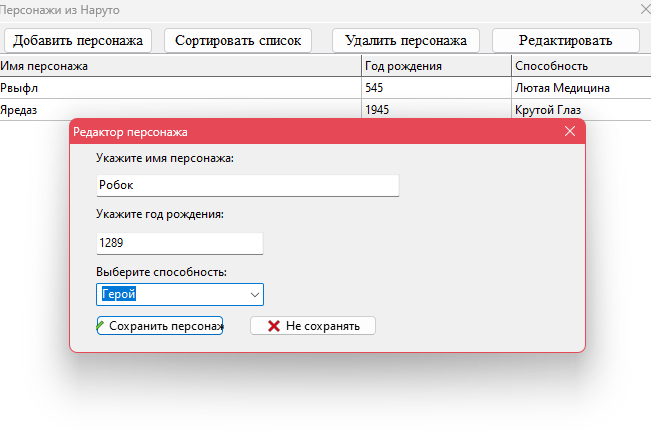 Персонажи из Наруто
Добавить персонажа Сортировать список Удалить персонажа Редактировать
Имя персонажа Год рождения Способность
Рвыфл 545 Лютая Медицина
Яредаз 1945 Крутой Глаз
Редактор персонажа
Укажите имя персонажа:
Робок
Укажите год рождения:
1289
Выберите способность:
Герой
Сохранить персонаж Не сохранять